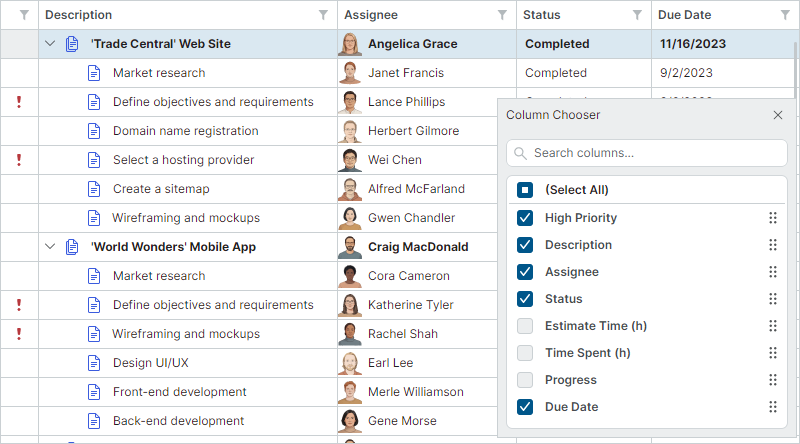 Description Assignee Status Due Date
'Trade Central' Web Site Angelica Grace Completed 11/16/2023
Market research Janet Francis Completed 9/2/2023
! Define objectives and requirements Lance Phillips
Column Chooser
Domain name registration Herbert Gilmore
Search columns...
! Select a hosting provider Wei Chen
Create a sitemap Alfred McFarland
(Select All)
Wireframing and mockups Gwen Chandler
High Priority
'World Wonders' Mobile App Craig MacDonald
Description
Market research Cora Cameron
Assignee
! Define objectives and requirements Katherine Tyler
Status
! Wireframing and mockups Rachel Shah
Estimate Time (h)
Design UI/UX Earl Lee
Time Spent (h)
Front-end development Merle Williamson
Progress
Back-end development Gene Morse
Due Date